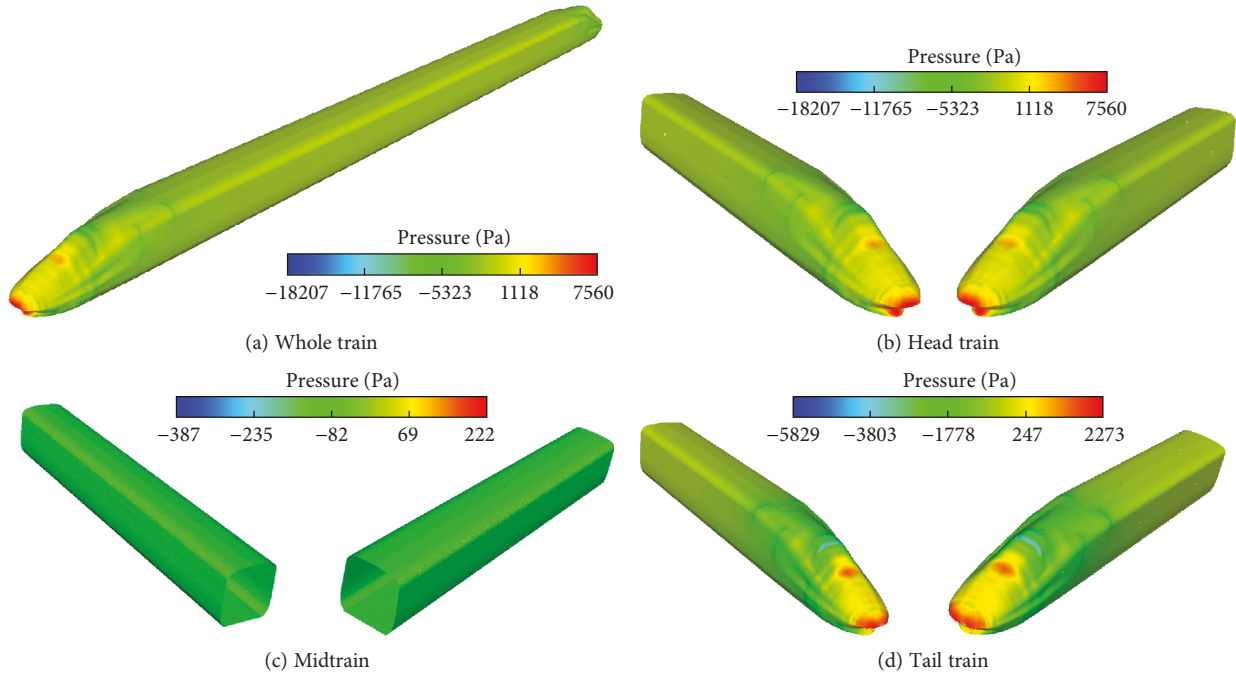 Pressure (Pa)
−18207 −11765 −5323 1118 7560
(a) Whole train
Pressure (Pa)
−18207 −11765 −5323 1118 7560
(b) Head train
Pressure (Pa)
−387 −235 −82 69 222
(c) Midtrain
Pressure (Pa)
−5829 −3803 −1778 247 2273
(d) Tail train